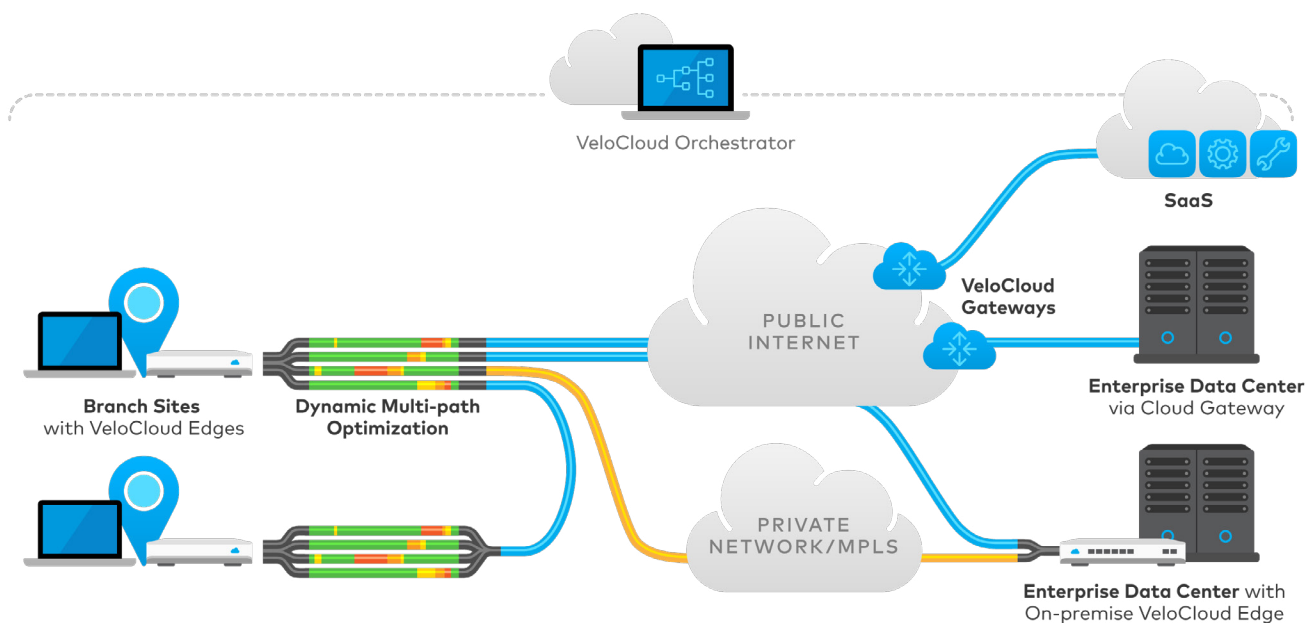 VeloCloud Orchestrator
SaaS
VeloCloud
Gateways
PUBLIC
INTERNET
Branch Sites
with VeloCloud Edges
Dynamic Multi-path
Optimization
Enterprise Data Center
via Cloud Gateway
PRIVATE
NETWORK/MPLS
Enterprise Data Center with
On-premise VeloCloud Edge